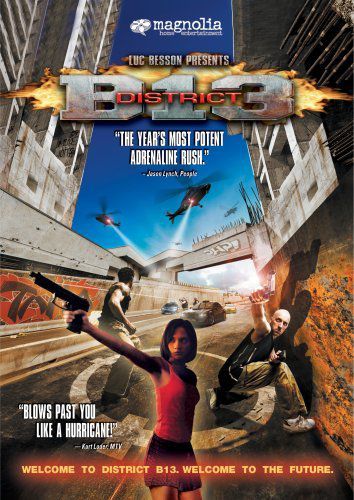 magnolia
home entertainment
LUC BESSON PRESENTS
DISTRICT
B13
"THE YEAR'S MOST POTENT
ADRENALINE RUSH."
- Jason Lynch, People
"BLOWS PAST YOU
LIKE A HURRICANE!"
- Kurt Loder, MTV
WELCOME TO DISTRICT B13. WELCOME TO THE FUTURE.